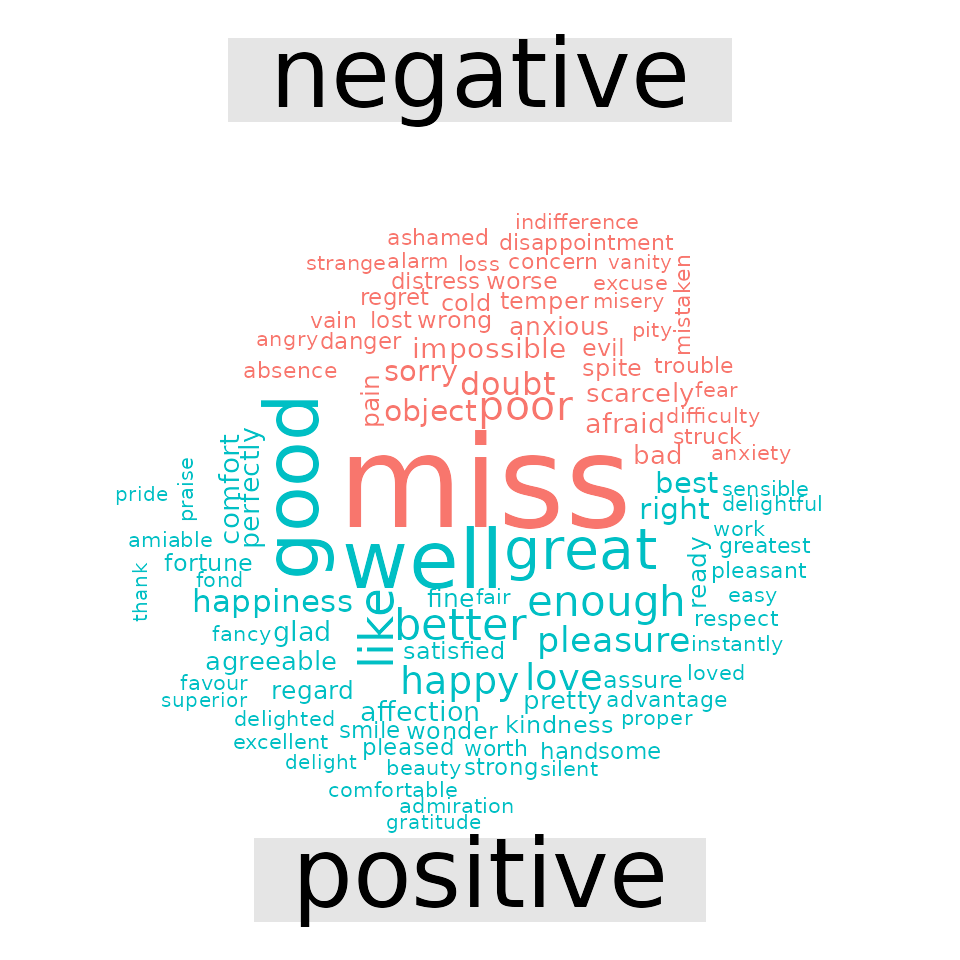 negative
indifference
ashamed disappointment
strange alarm loss concern vanity
distress worse excuse mistaken
regret cold temper misery
vain lost wrong anxious pity
angry danger impossible evil
absence sorry spite trouble
pain doubt scarcely fear
object poor afraid difficulty
struck
miss bad anxiety
good comfort perfectly best sensible
pride praise right delightful
amiable well great work greatest
fortune ready pleasant
thank fond
happiness like fine fair enough easy
fancy glad better pleasure respect
agreeable satisfied instantly
favour regard happy love assure loved
superior affection pretty advantage
delighted smile wonder kindness proper
excellent pleased worth handsome
delight beauty strong silent
comfortable
admiration
gratitude
positive